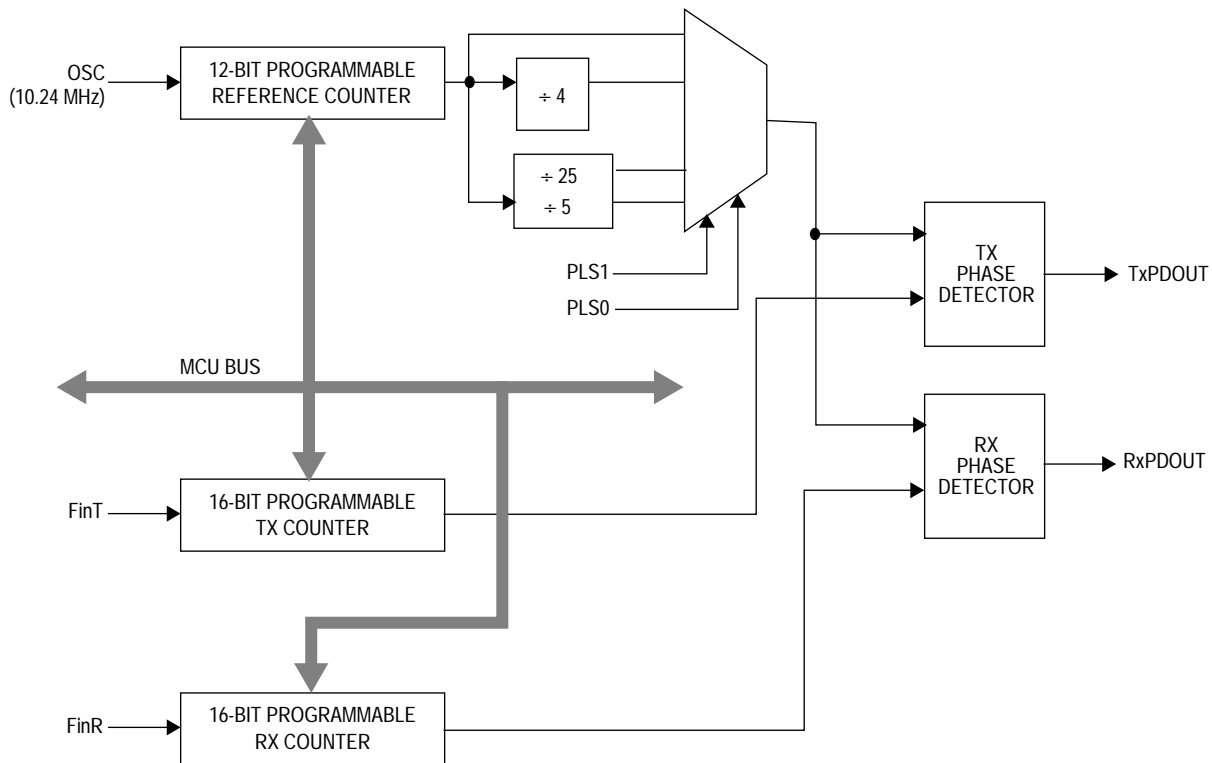 OSC
(10.24 MHz)
12-BIT PROGRAMMABLE
REFERENCE COUNTER
÷ 4
÷ 25
÷ 5
PLS1
PLS0
TX
PHASE
DETECTOR
TxPDOUT
MCU BUS
RX
PHASE
DETECTOR
RxPDOUT
FinT
16-BIT PROGRAMMABLE
TX COUNTER
FinR
16-BIT PROGRAMMABLE
RX COUNTER